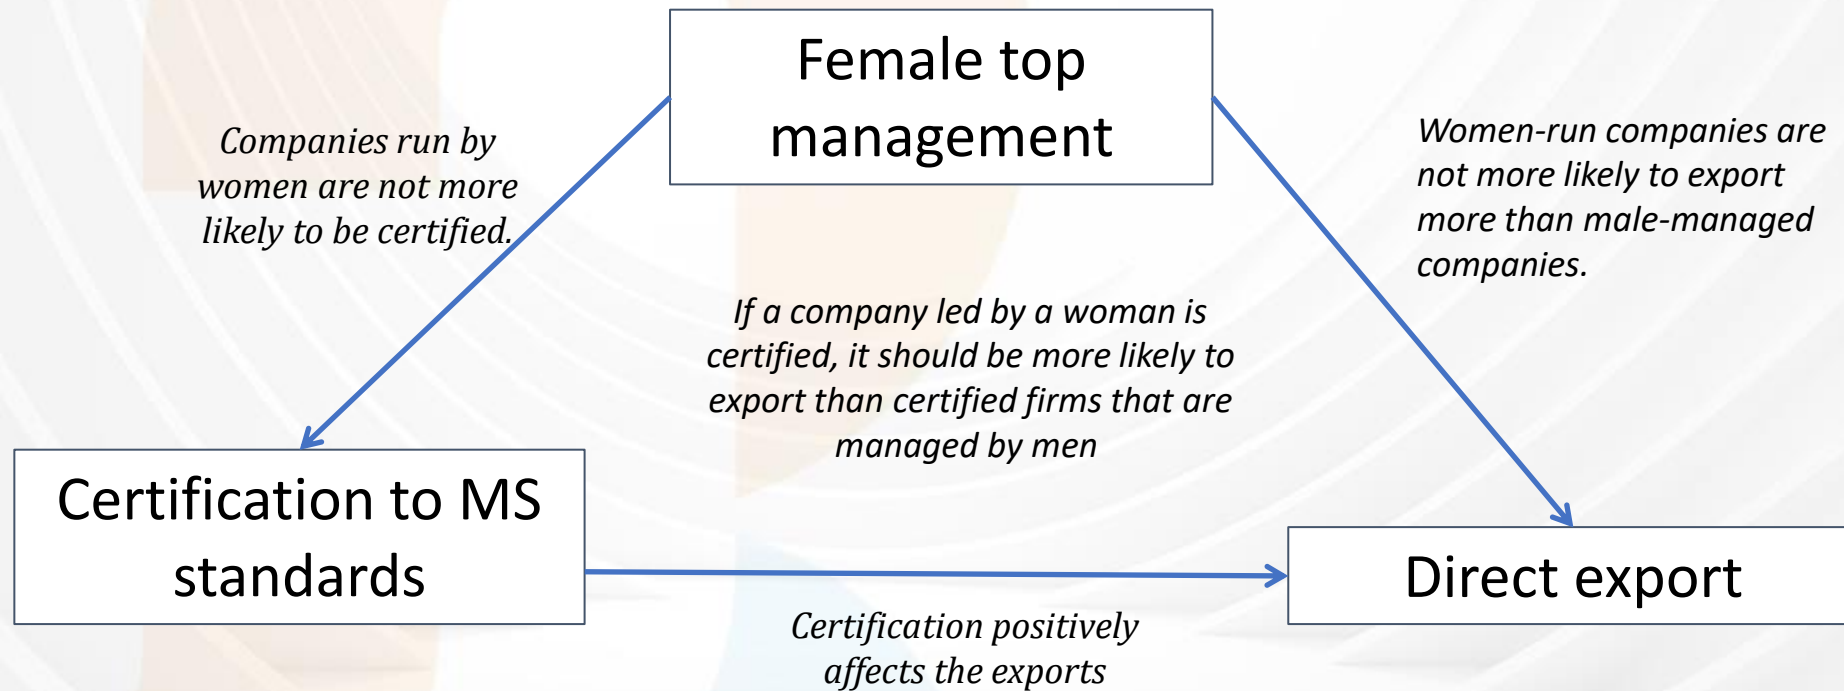 Female top
management
Companies run by
women are not more
likely to be certified.
Women-run companies are
not more likely to export
more than male-managed
companies.
If a company led by a woman is
certified, it should be more likely to
export than certified firms that are
managed by men
Certification to MS
standards
Direct export
Certification positively
affects the exports